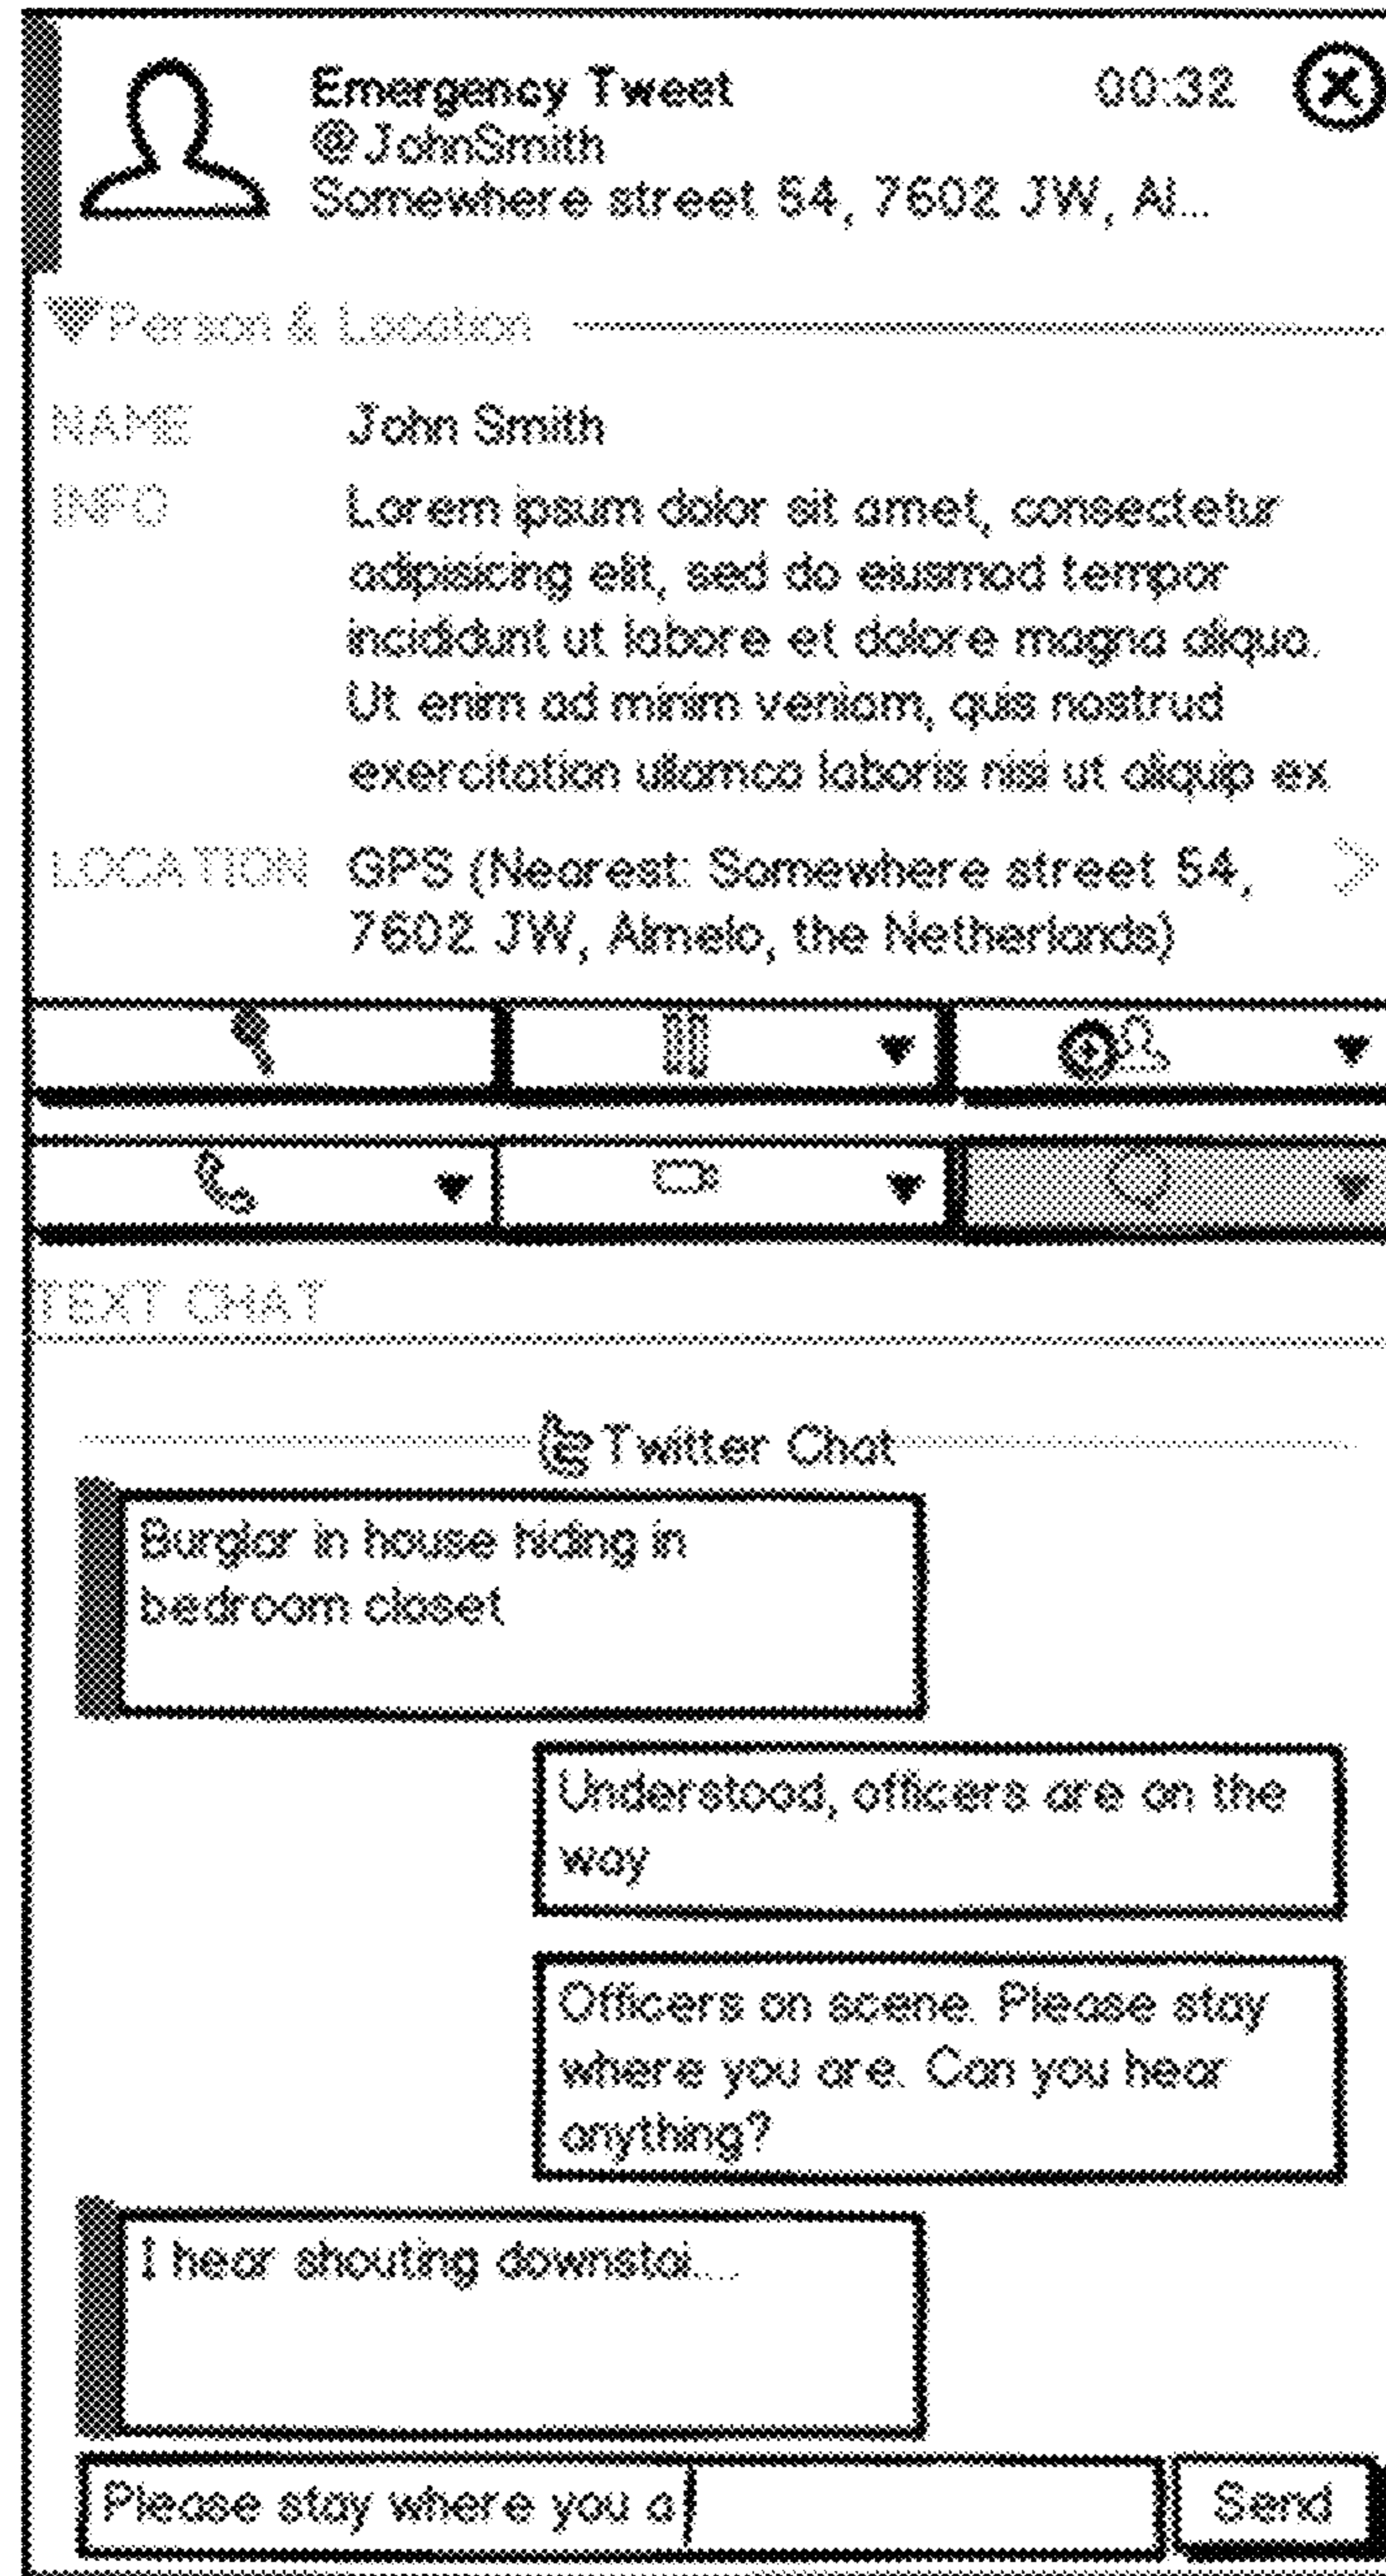 Emergency Tweet 00:32
@JohnSmith
Somewhere street 54, 7602 JW, Al...
Person & Location
NAME John Smith
INFO Lorem ipsum dolor sit amet, consectetur
adipisicing elit, sed do eiusmod tempor
incididunt ut labore et dolore magna aliqua.
Ut enim ad minim veniam, quis nostrud
exercitation ullamco laboris nisi ut aliquip ex
LOCATION GPS (Nearest: Somewhere street 54,
7602 JW, Almelo, the Netherlands)
TEXT CHAT
Twitter Chat
Burglar in house hiding in
bedroom closet
Understood, officers are on the
way
Officers on scene. Please stay
where you are. Can you hear
anything?
I hear shouting downstai...
Please stay where you a
Send